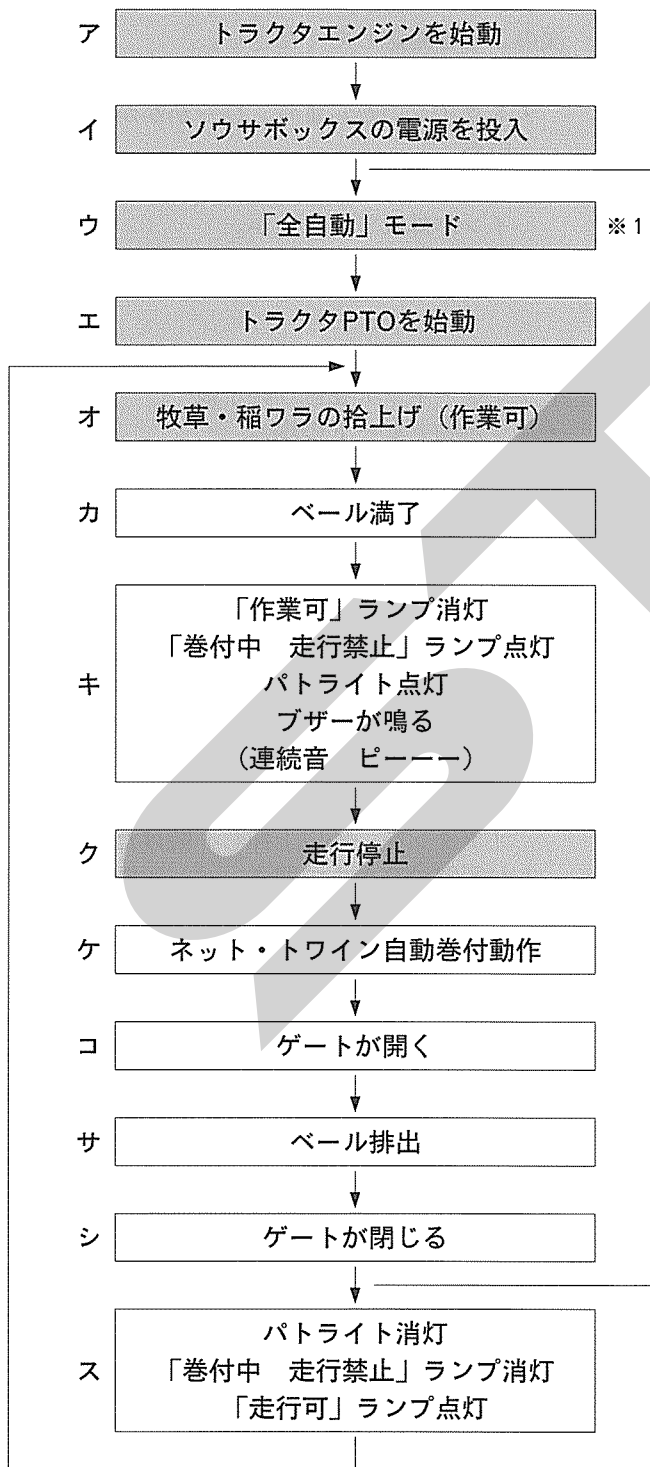 ア トラクタエンジンを始動
イ ソウサボックスの電源を投入
ウ 「全自動」モード ※1
エ トラクタPTOを始動
オ 牧草・稲ワラの拾上げ（作業可）
カ ベール満了
「作業可」ランプ消灯
「巻付中　走行禁止」ランプ点灯
キ パトライト点灯
ブザーが鳴る
（連続音　ピーーー）
ク 走行停止
ケ ネット・トワイン自動巻付動作
コ ゲートが開く
サ ベール排出
シ ゲートが閉じる
パトライト消灯
ス 「巻付中　走行禁止」ランプ消灯
「走行可」ランプ点灯